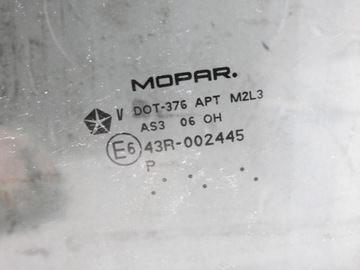 MOPAR.
V DOT-376 APT M2L3
AS3 06 OH
E6 43R-002445
P